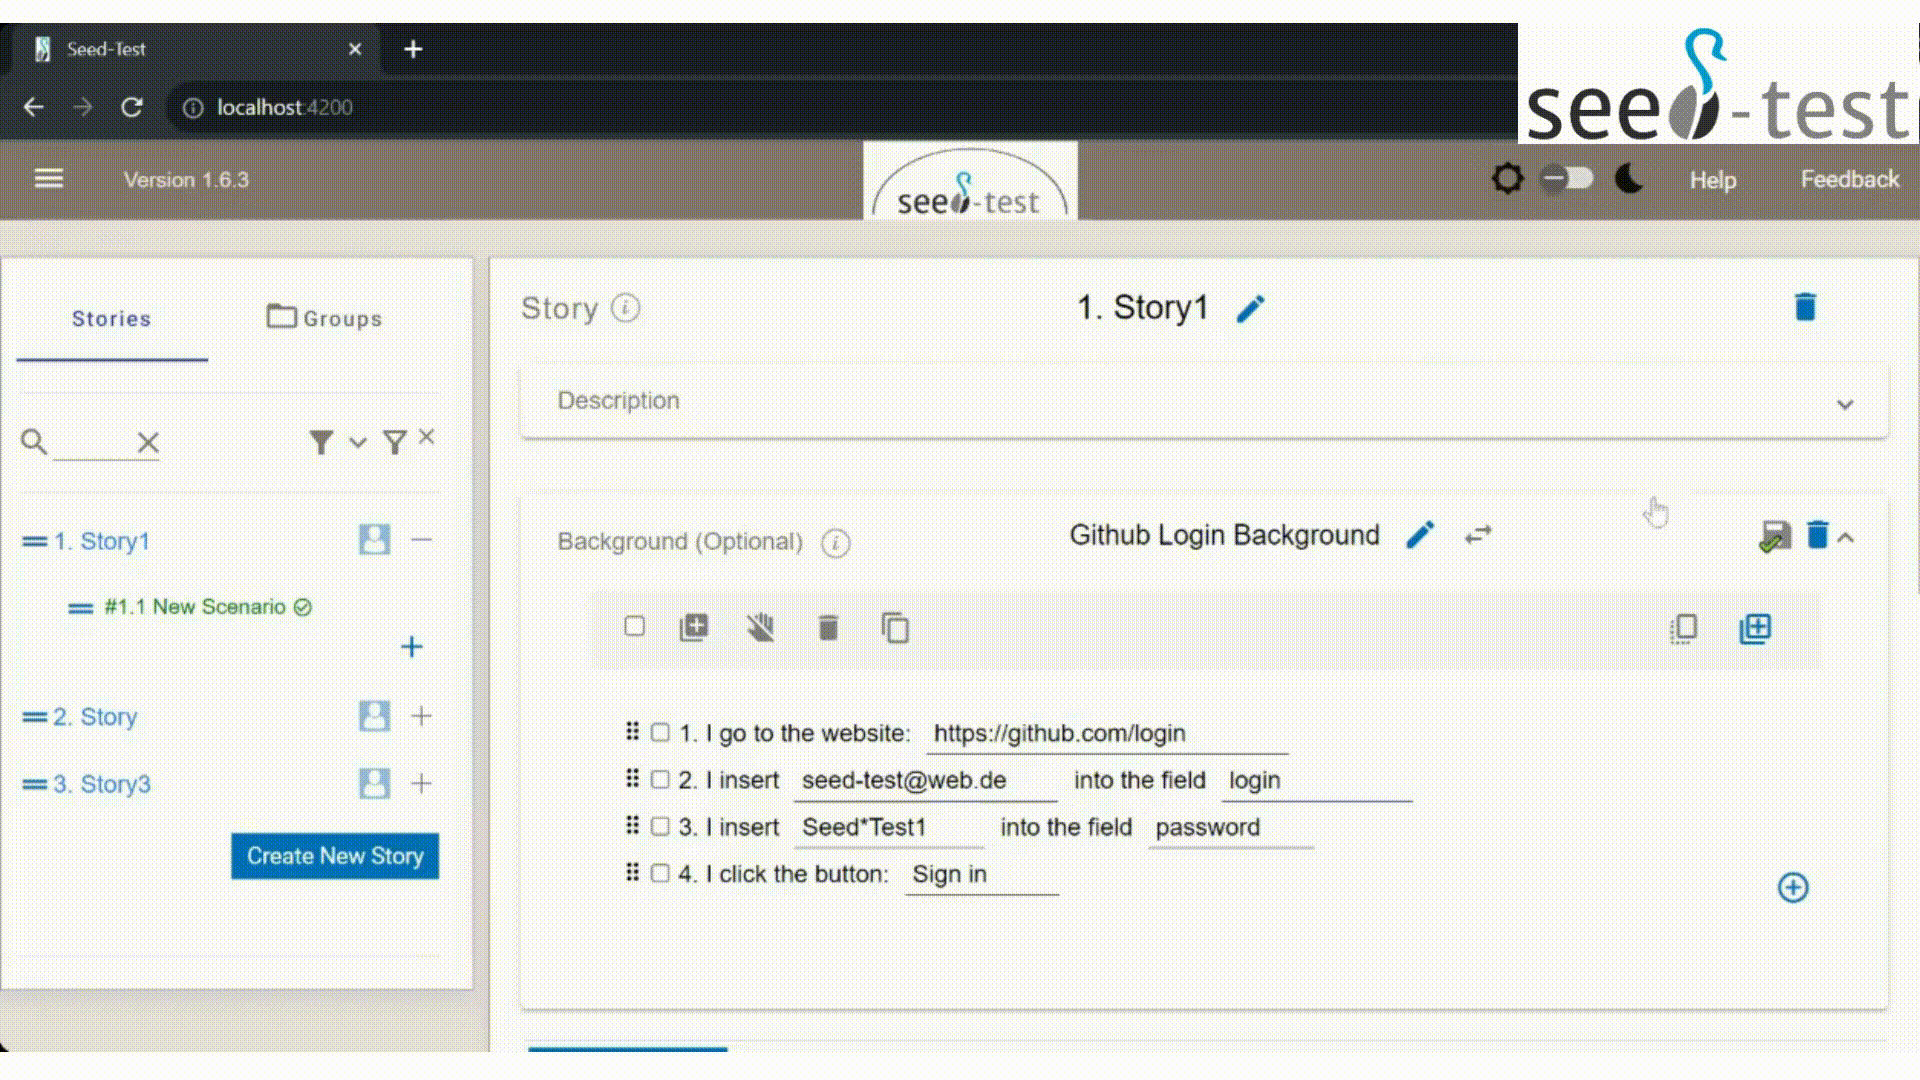 Seed-Test
localhost:4200
seed-test
Version 1.6.3
seed-test
Help
Feedback
Stories
Groups
Story
1. Story1
Description
1. Story1
#1.1 New Scenario
2. Story
3. Story3
Create New Story
Background (Optional)
Github Login Background
1. I go to the website: https://github.com/login
2. I insert seed-test@web.de into the field login
3. I insert Seed*Test1 into the field password
4. I click the button: Sign in